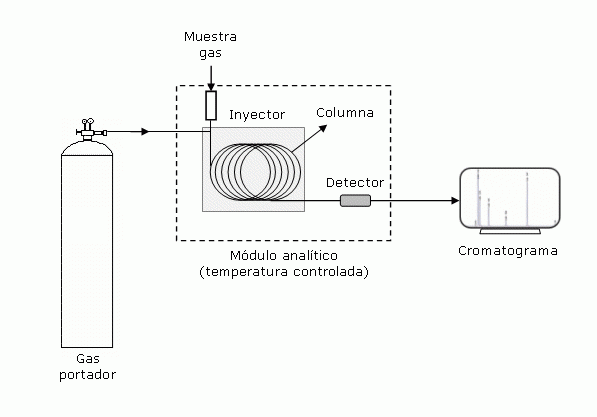 Muestra
gas
Inyector
Columna
Detector
Módulo analítico
(temperatura controlada)
Cromatograma
Gas
portador